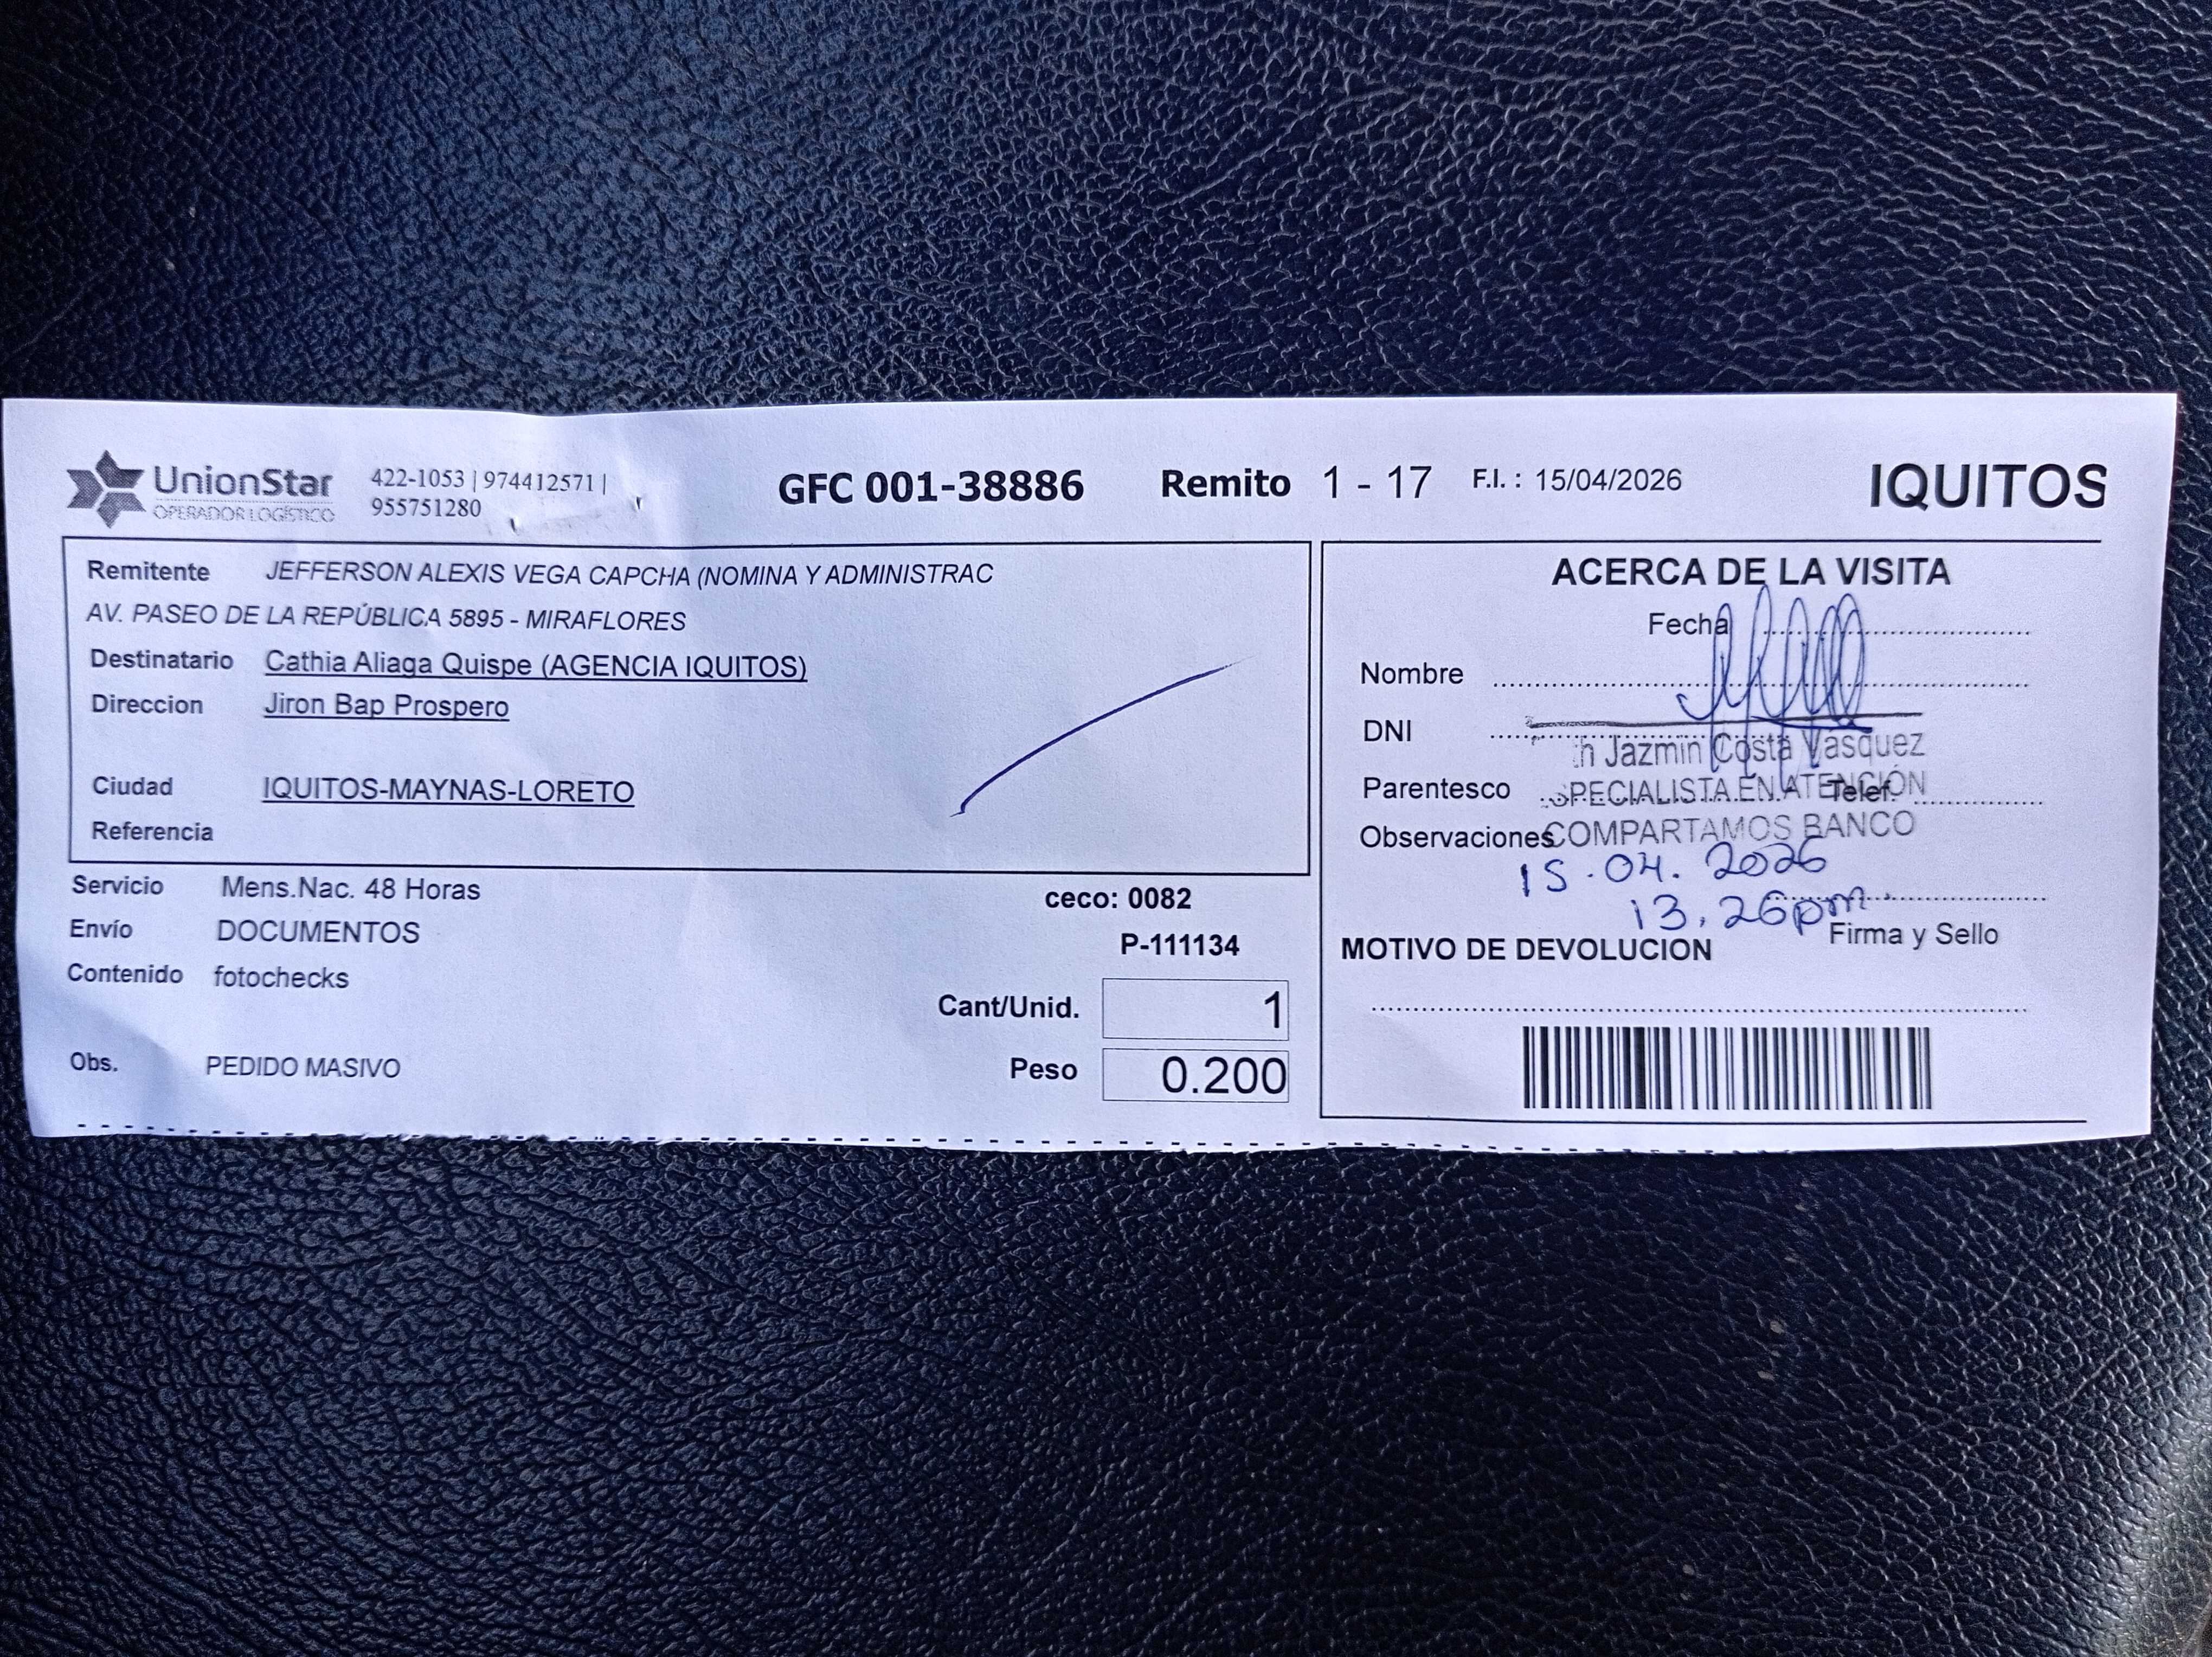 UnionStar
OPERADOR LOGÍSTICO
422-1053 | 974412571 |
955751280
GFC 001-38886
Remito 1 - 17
F.I. : 15/04/2026
IQUITOS
Remitente JEFFERSON ALEXIS VEGA CAPCHA (NOMINA Y ADMINISTRAC
AV. PASEO DE LA REPÚBLICA 5895 - MIRAFLORES
Destinatario Cathia Aliaga Quispe (AGENCIA IQUITOS)
Direccion Jiron Bap Prospero
Ciudad IQUITOS-MAYNAS-LORETO
Referencia
Servicio Mens.Nac. 48 Horas
Envío DOCUMENTOS
Contenido fotochecks
Obs. PEDIDO MASIVO
ceco: 0082
P-111134
Cant/Unid. 1
Peso 0.200
ACERCA DE LA VISITA
Fecha
Nombre
DNI
Jazmin Costa Vasquez
Parentesco
PECIALISTA EN ATENCIÓN
Telef.
Observaciones
COMPARTAMOS BANCO
15.04.2026
13.26pm
Firma y Sello
MOTIVO DE DEVOLUCION